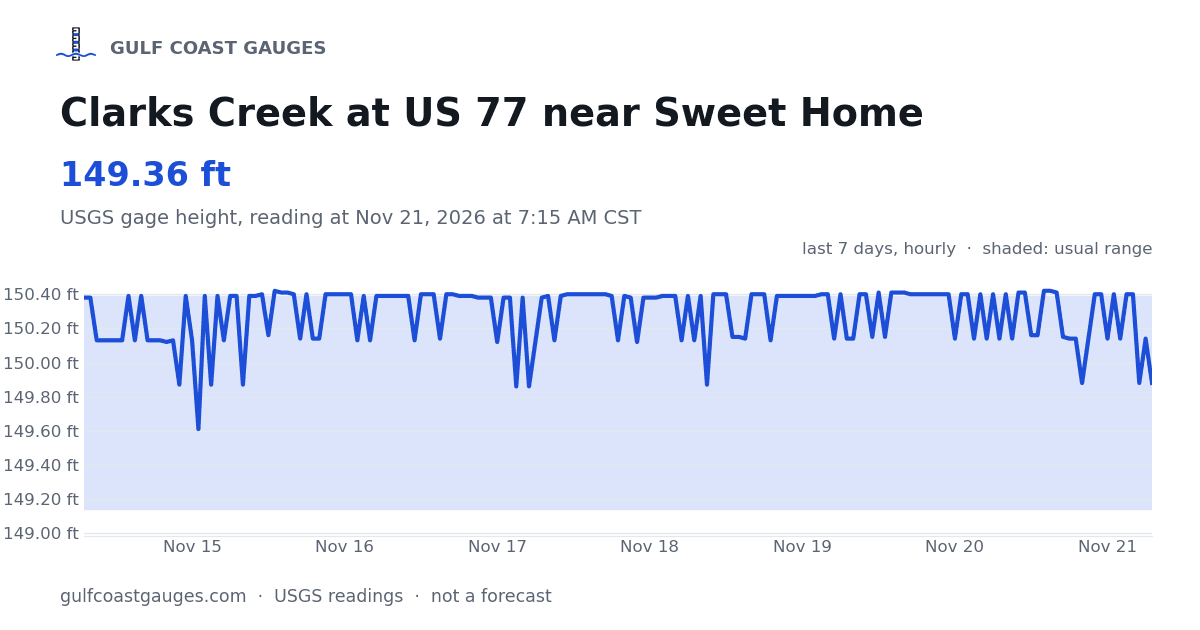 GULF COAST GAUGES
Clarks Creek at US 77 near Sweet Home
149.36 ft
USGS gage height, reading at Nov 21, 2026 at 7:15 AM CST
last 7 days, hourly · shaded: usual range
150.40 ft
150.20 ft
150.00 ft
149.80 ft
149.60 ft
149.40 ft
149.20 ft
149.00 ft
Nov 15 Nov 16 Nov 17 Nov 18 Nov 19 Nov 20 Nov 21
gulfcoastgauges.com · USGS readings · not a forecast